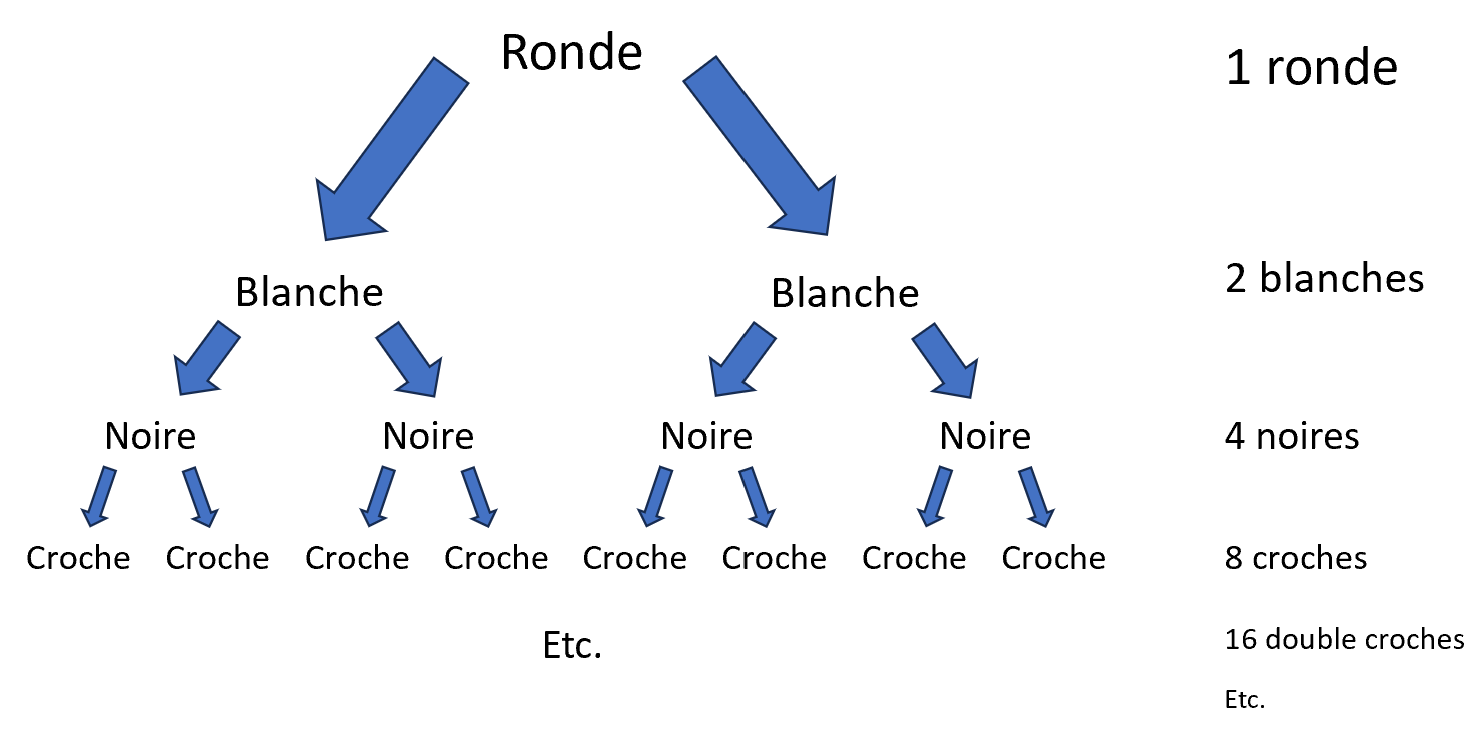 Ronde
1 ronde
Blanche Blanche
2 blanches
Noire Noire Noire Noire
4 noires
Croche Croche Croche Croche Croche Croche Croche Croche
8 croches
Etc.
16 double croches
Etc.